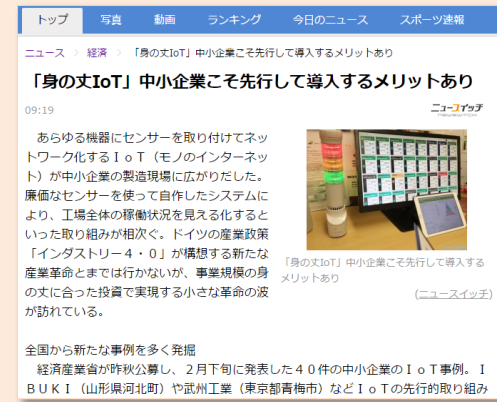 トップ 写真 動画 ランキング 今日のニュース スポーツ速報
ニュース > 経済 > 「身の丈IoT」中小企業こそ先行して導入するメリットあり
「身の丈IoT」中小企業こそ先行して導入するメリットあり
09:19
ニュースイッチ
NEWSWITCH
　あらゆる機器にセンサーを取り付けてネッ
トワーク化するＩｏＴ（モノのインターネッ
ト）が中小企業の製造現場に広がりだした。
廉価なセンサーを使って自作したシステムに
より、工場全体の稼働状況を見える化すると
いった取り組みが相次ぐ。ドイツの産業政策
「インダストリー４・０」が構想する新たな
産業革命とまでは行かないが、事業規模の身
の丈に合った投資で実現する小さな革命の波
が訪れている。
「身の丈IoT」中小企業こそ先行して導入する
メリットあり
(ニュースイッチ)
全国から新たな事例を多く発掘
　経済産業省が昨秋公募し、２月下旬に発表した４０件の中小企業のＩｏＴ事例。Ｉ
ＢＵＫＩ（山形県河北町）や武州工業（東京都青梅市）などＩｏＴの先行的取り組み